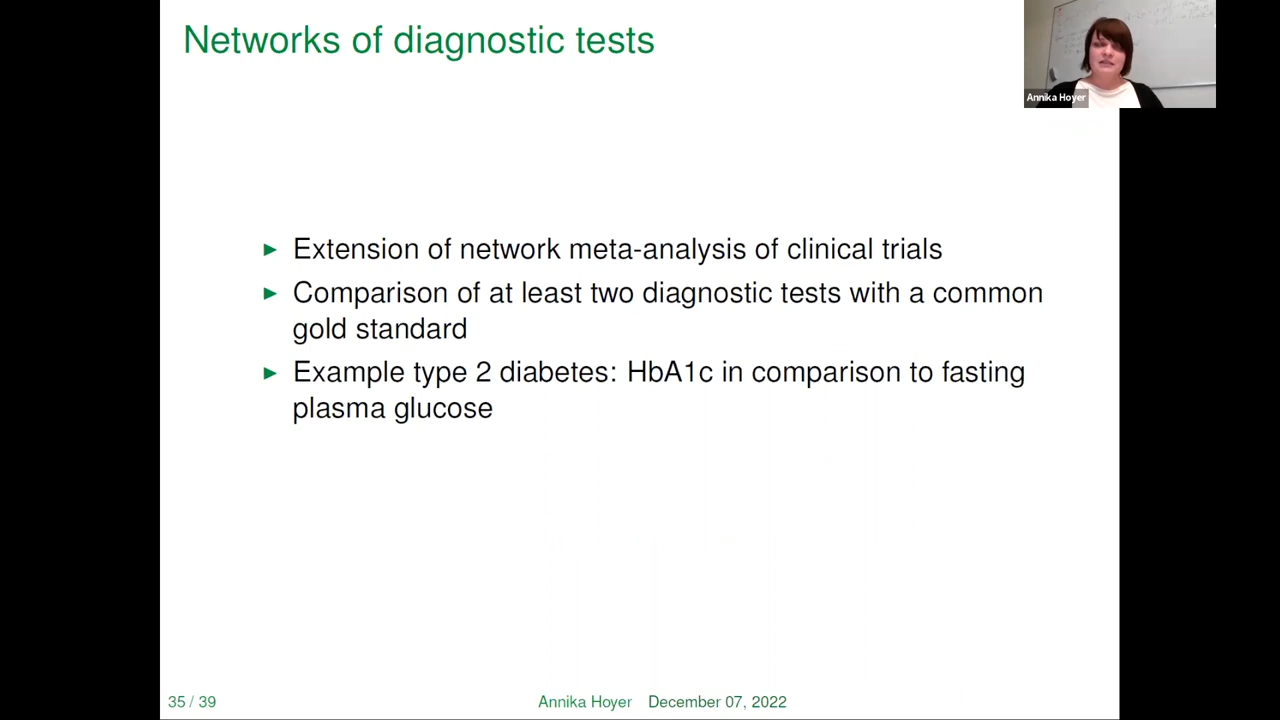 Networks of diagnostic tests
Annika Hoyer
► Extension of network meta-analysis of clinical trials
► Comparison of at least two diagnostic tests with a common
gold standard
► Example type 2 diabetes: HbA1c in comparison to fasting
plasma glucose
35 / 39
Annika Hoyer December 07, 2022